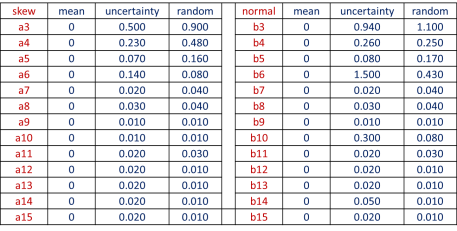 skew mean uncertainty random normal mean uncertainty random
a3 0 0.500 0.900 b3 0 0.940 1.100
a4 0 0.230 0.480 b4 0 0.260 0.250
a5 0 0.070 0.160 b5 0 0.080 0.170
a6 0 0.140 0.080 b6 0 1.500 0.430
a7 0 0.020 0.040 b7 0 0.020 0.040
a8 0 0.030 0.040 b8 0 0.030 0.040
a9 0 0.010 0.010 b9 0 0.010 0.010
a10 0 0.010 0.010 b10 0 0.300 0.080
a11 0 0.020 0.030 b11 0 0.020 0.030
a12 0 0.020 0.010 b12 0 0.020 0.010
a13 0 0.020 0.010 b13 0 0.020 0.010
a14 0 0.020 0.010 b14 0 0.050 0.010
a15 0 0.020 0.010 b15 0 0.020 0.010